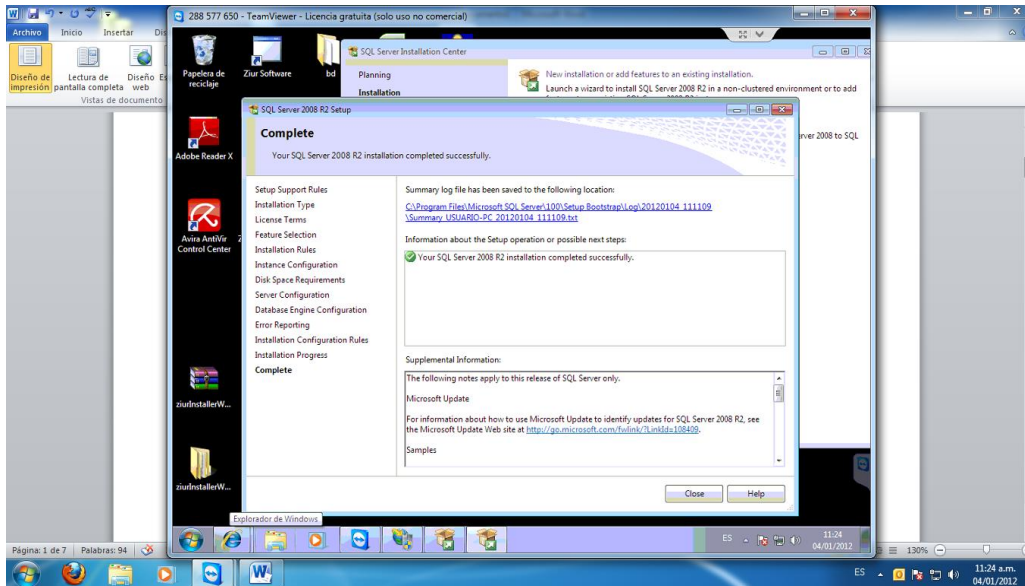 288 577 650 - TeamViewer - Licencia gratuita (solo uso no comercial)
Archivo
Inicio
Insertar
Dis
Diseño de impresión
Lectura de pantalla completa
Diseño web
Es
Vistas de documento
Papelera de reciclaje
Ziur Software
bd
Adobe Reader X
Avira AntiVir Control Center
ziurInstallerW...
ziurInstallerW...
SQL Server Installation Center
Planning
Installation
New installation or add features to an existing installation.
Launch a wizard to install SQL Server 2008 R2 in a non-clustered environment or to add
rver 2008 to SQL
SQL Server 2008 R2 Setup
Complete
Your SQL Server 2008 R2 installation completed successfully.
Setup Support Rules
Installation Type
License Terms
Feature Selection
Installation Rules
Instance Configuration
Disk Space Requirements
Server Configuration
Database Engine Configuration
Error Reporting
Installation Configuration Rules
Installation Progress
Complete
Summary log file has been saved to the following location:
C:\Program Files\Microsoft SQL Server\100\Setup Bootstrap\Log\20120104_111109
\Summary_USUARIO-PC_20120104_111109.txt
Information about the Setup operation or possible next steps:
Your SQL Server 2008 R2 installation completed successfully.
Supplemental Information:
The following notes apply to this release of SQL Server only.
Microsoft Update
For information about how to use Microsoft Update to identify updates for SQL Server 2008 R2, see
the Microsoft Update Web site at http://go.microsoft.com/fwlink/?LinkId=108409.
Samples
Close
Help
Explorador de Windows
ES
11:24
04/01/2012
Página: 1 de 7
Palabras: 94
130%
ES
11:24 a.m.
04/01/2012